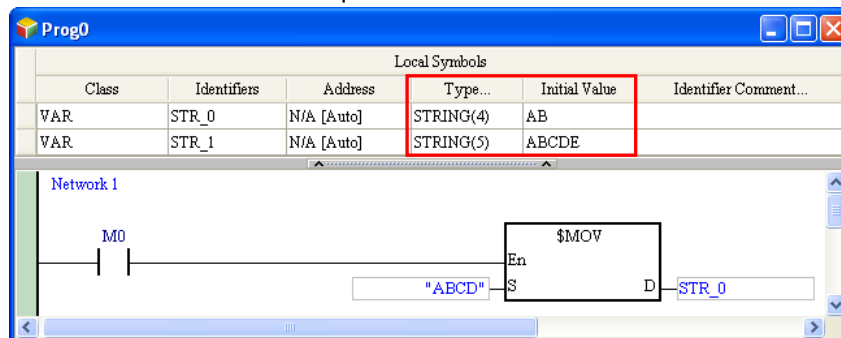 Prog0
Local Symbols
Class Identifiers Address Type... Initial Value Identifier Comment...
VAR STR_0 N/A [Auto] STRING(4) AB
VAR STR_1 N/A [Auto] STRING(5) ABCDE
Network 1
M0
$MOV
En
"ABCD" S D STR_0